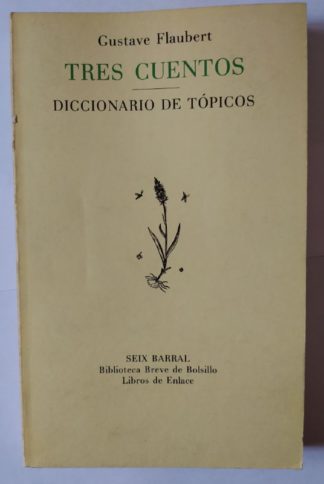 Gustave Flaubert
TRES CUENTOS
DICCIONARIO DE TÓPICOS
SEIX BARRAL
Biblioteca Breve de Bolsillo
Libros de Enlace